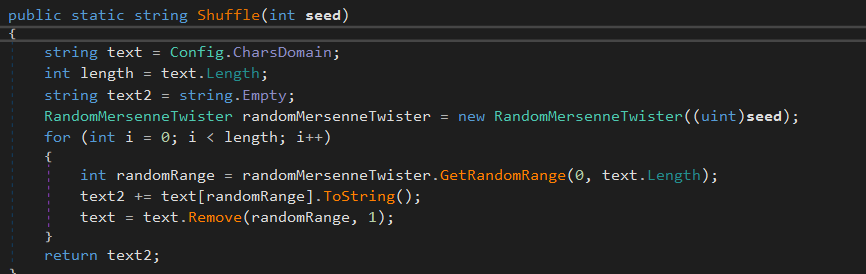 public static string Shuffle(int seed)
{
    string text = Config.CharsDomain;
    int length = text.Length;
    string text2 = string.Empty;
    RandomMersenneTwister randomMersenneTwister = new RandomMersenneTwister((uint)seed);
    for (int i = 0; i < length; i++)
    {
        int randomRange = randomMersenneTwister.GetRandomRange(0, text.Length);
        text2 += text[randomRange].ToString();
        text = text.Remove(randomRange, 1);
    }
    return text2;
}